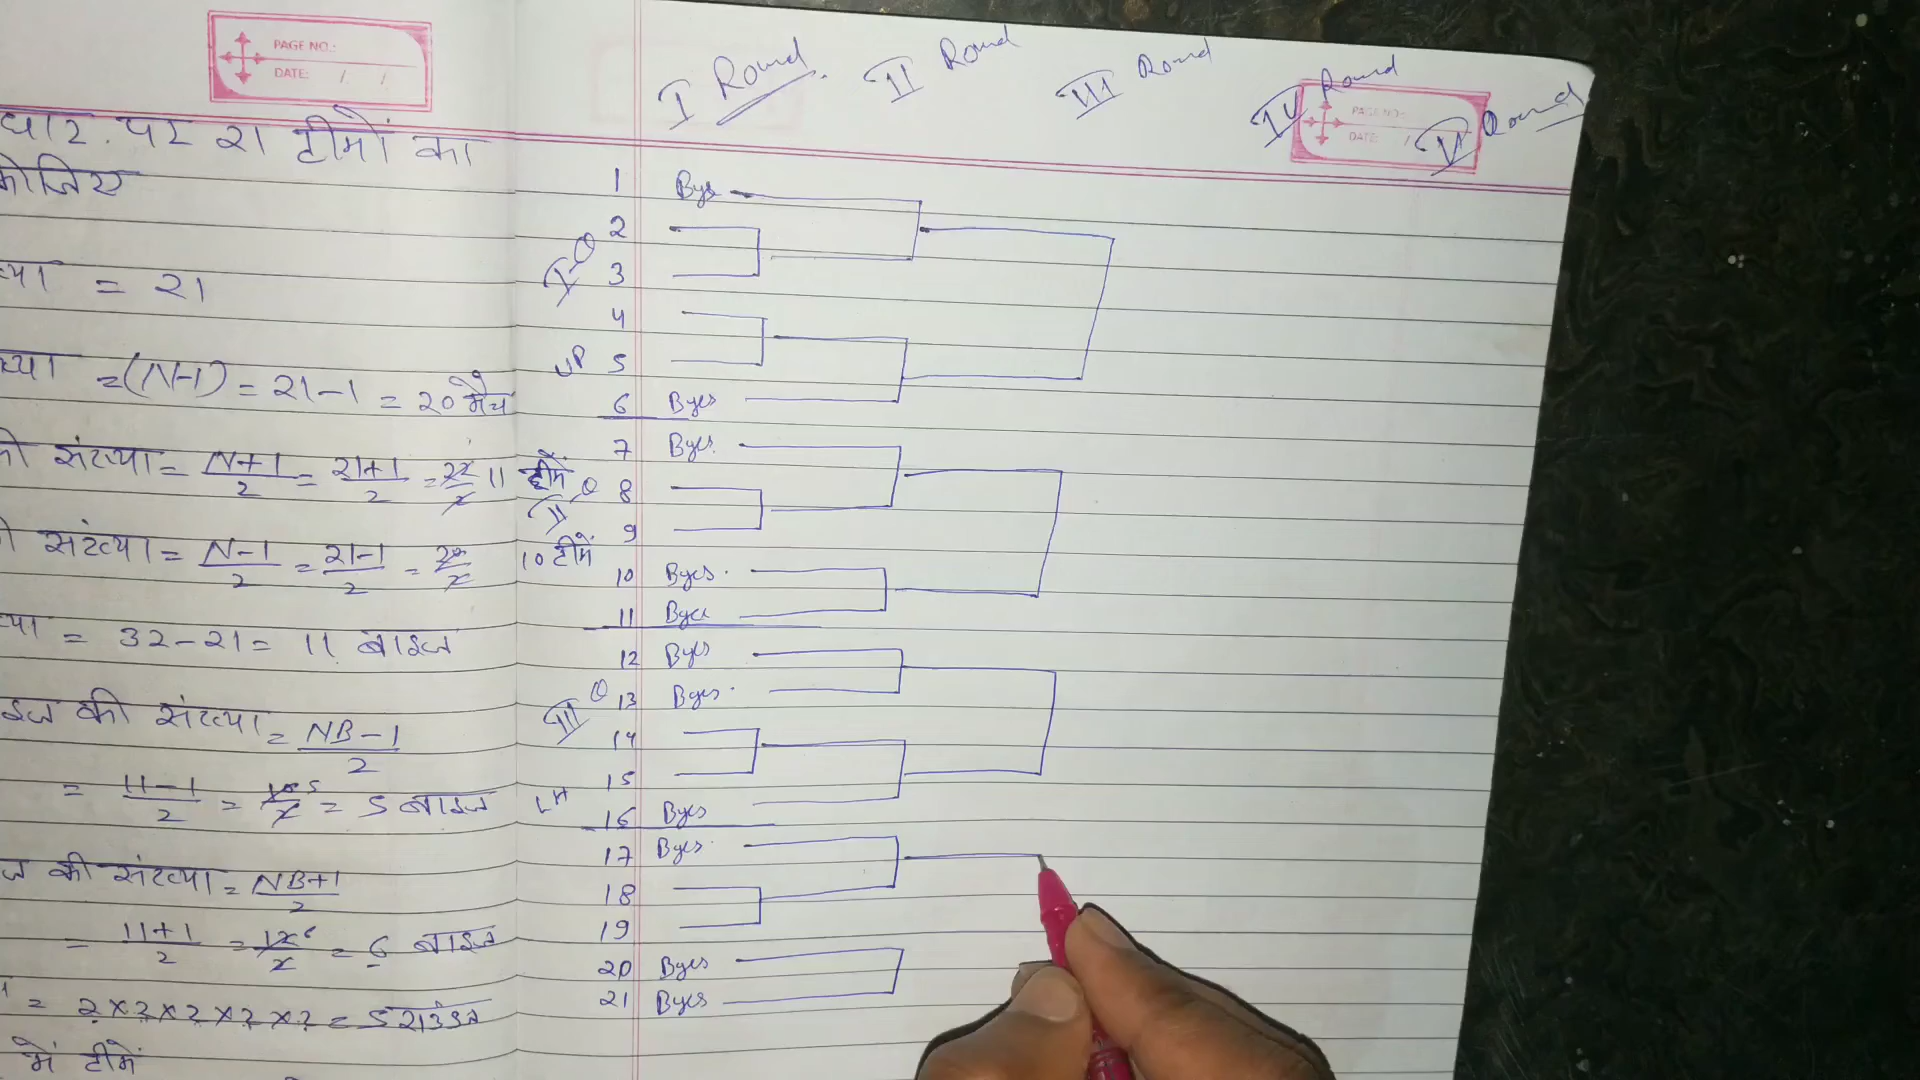 PAGE NO.:
DATE: / /
धार पर 21 टीमों का
कीजिए
= 21
= (N-1) = 21-1 = 20 मैच
की संख्या = N+1/2 = 21+1/2 = 22/2 11 टीमें
संख्या = N-1/2 = 21-1/2 = 20/2 10 टीमें
= 32-21 = 11 बाइज
इज की संख्या = NB-1/2
= 11-1/2 = 10/2 = 5 बाइज
ज की संख्या = NB+1/2
= 11+1/2 = 12/2 = 6 बाइज
= 2×2×2×2×2 = 5 राउंड
में टीमें
I Round
II Round
III Round
IV Round
V Round
PAGE NO.:
DATE: /
1 Bye
2
I Q
3
4
UP 5
6 Byes
7 Byes
II Q 8
9
10 Byes
11 Bye
12 Byes
III Q 13 Byes
14
15
LH 16 Byes
17 Byes
18
19
20 Byes
21 Byes